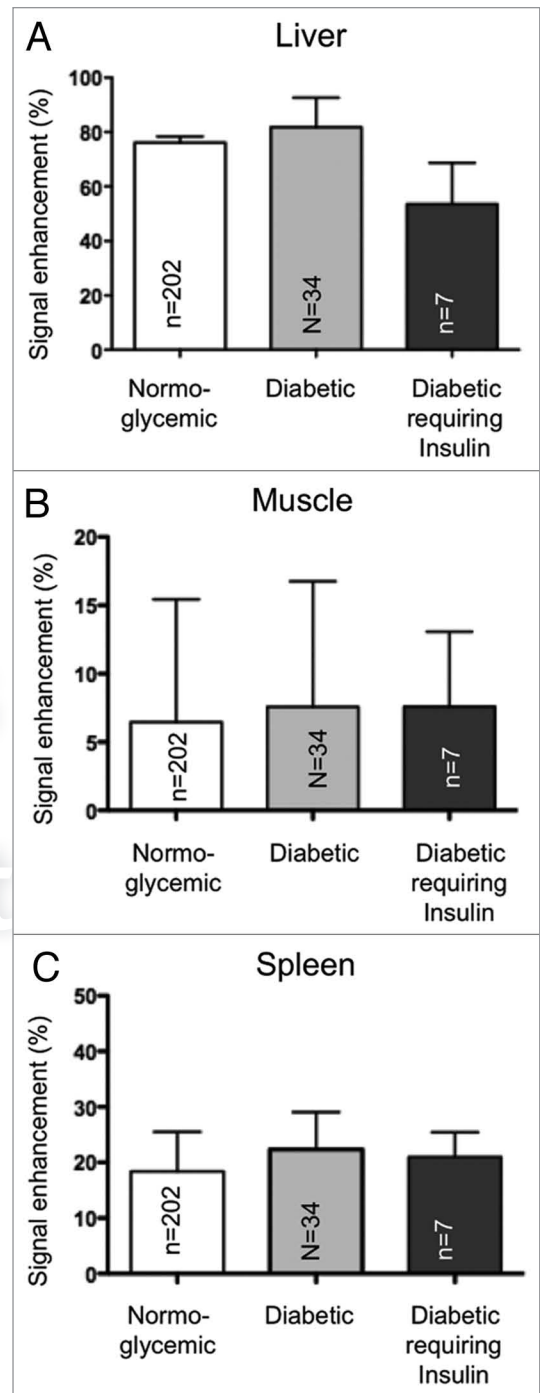 A
Liver
Signal enhancement (%)
100
80
60
40
20
0
n=202
N=34
n=7
Normo-
glycemic
Diabetic
Diabetic
requiring
Insulin
B
Muscle
Signal enhancement (%)
20
15
10
5
0
n=202
N=34
n=7
Normo-
glycemic
Diabetic
Diabetic
requiring
Insulin
C
Spleen
Signal enhancement (%)
50
40
30
20
10
0
n=202
N=34
n=7
Normo-
glycemic
Diabetic
Diabetic
requiring
Insulin